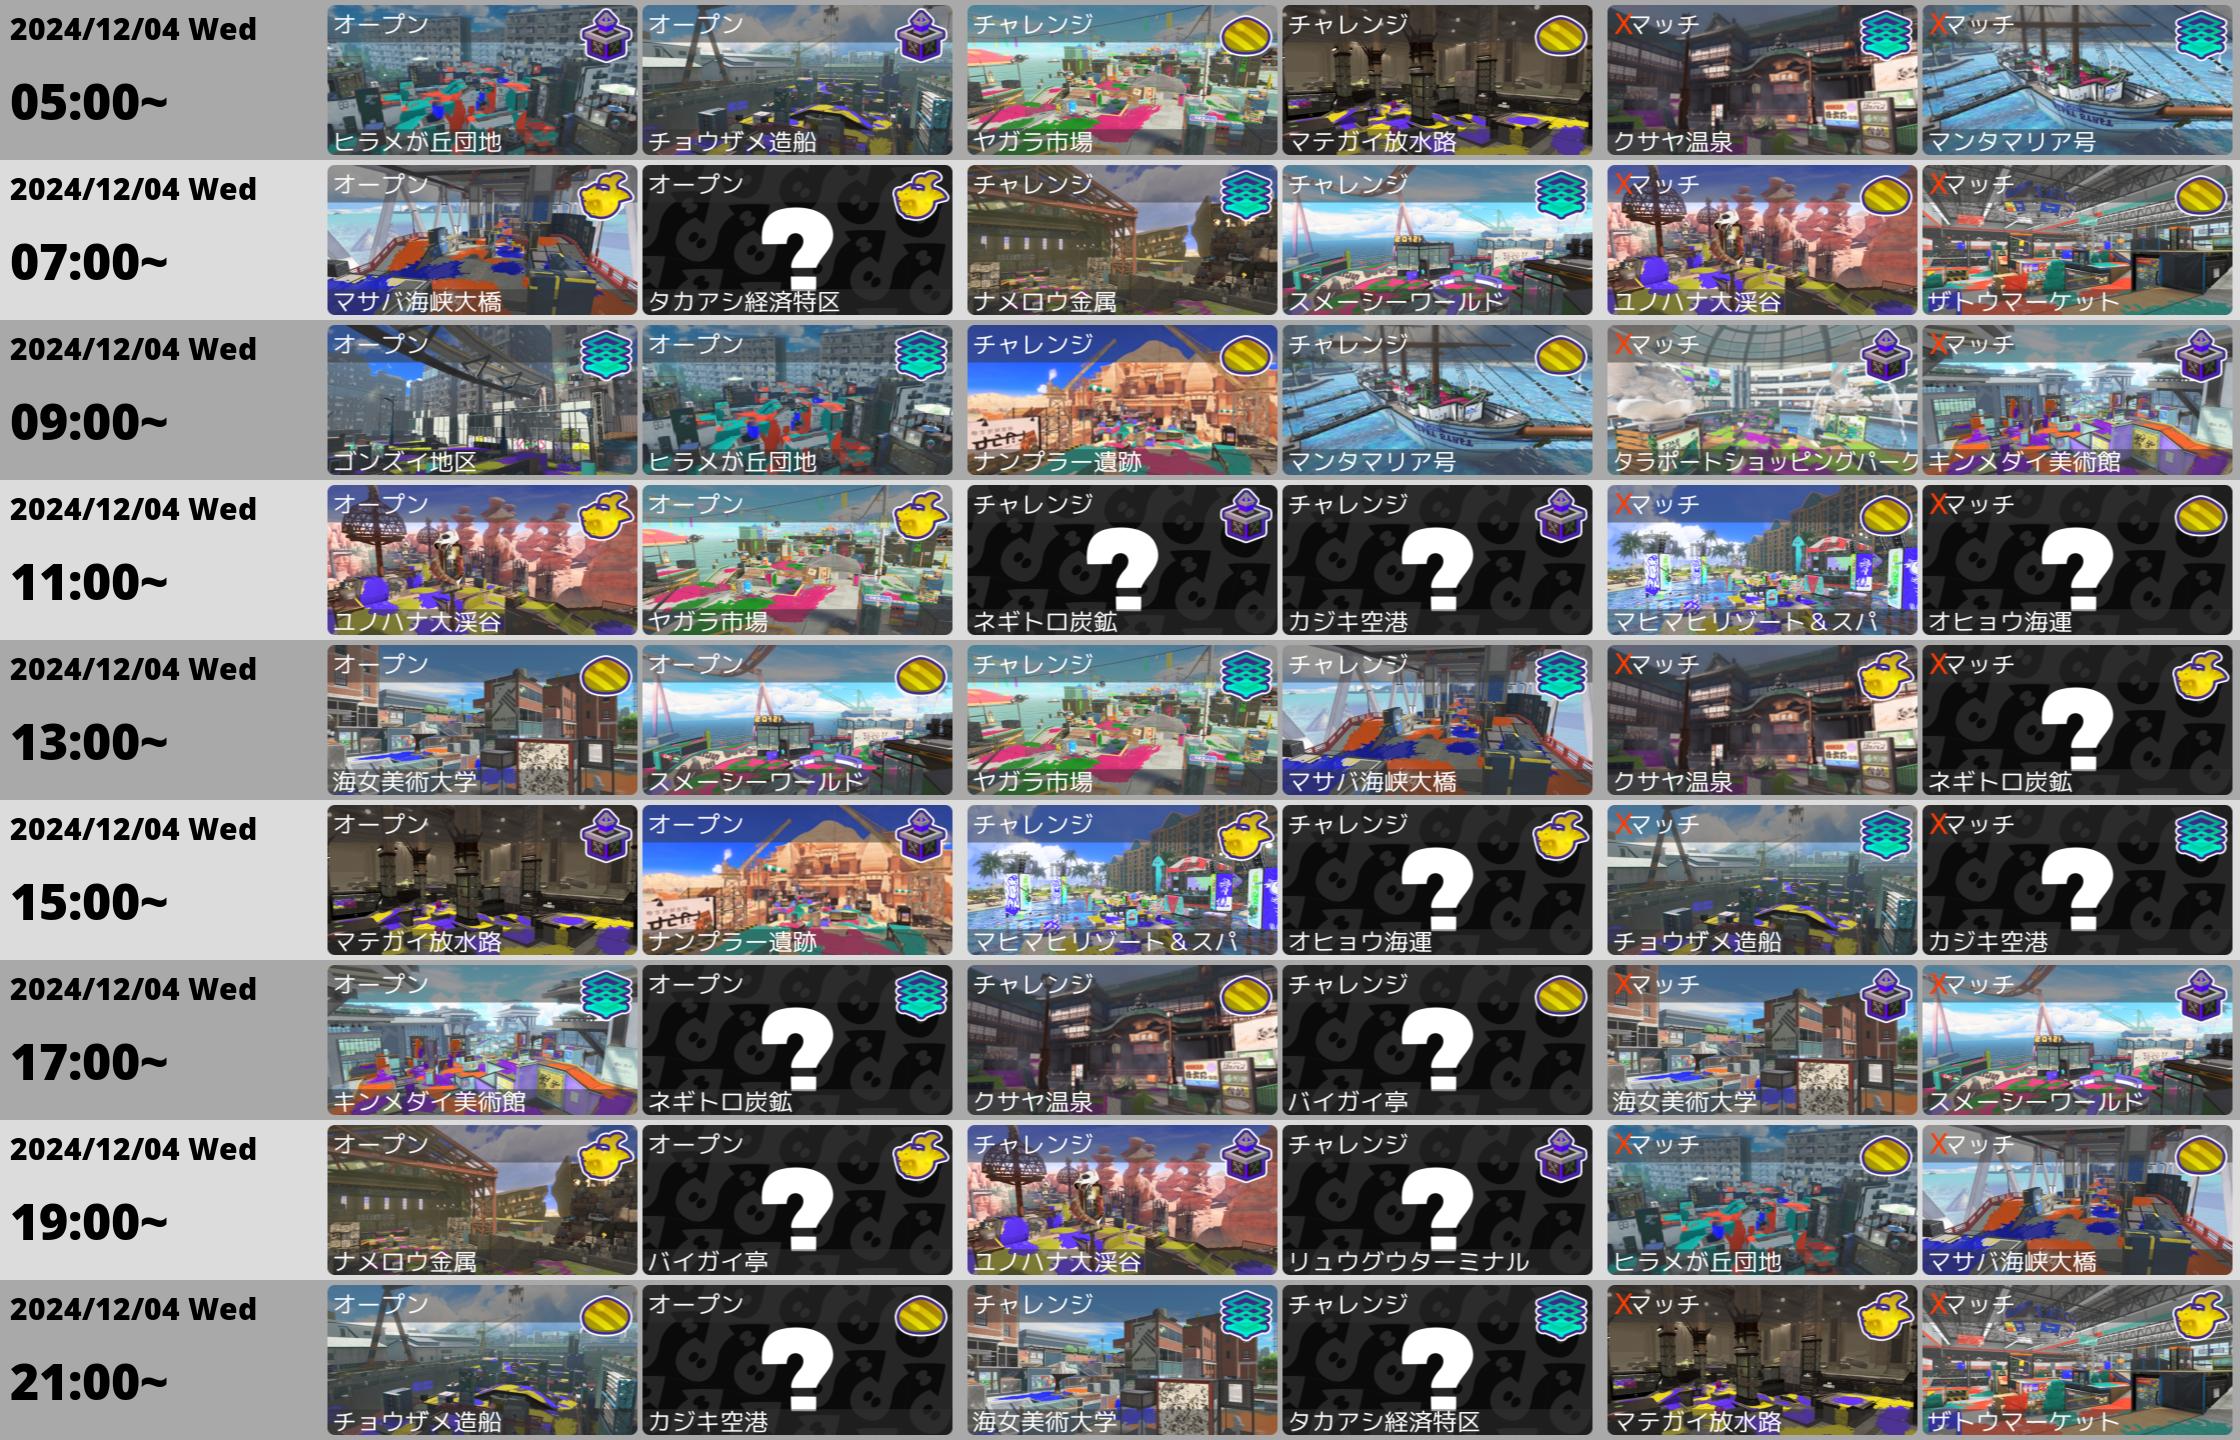 2024/12/04 Wed
05:00~
オープン
ヒラメが丘団地
オープン
チョウザメ造船
チャレンジ
ヤガラ市場
チャレンジ
マテガイ放水路
Xマッチ
クサヤ温泉
Xマッチ
マンタマリア号
2024/12/04 Wed
07:00~
オープン
マサバ海峡大橋
オープン
?
タカアシ経済特区
チャレンジ
ナメロウ金属
チャレンジ
スメーシーワールド
Xマッチ
ユノハナ大渓谷
Xマッチ
ザトウマーケット
2024/12/04 Wed
09:00~
オープン
ゴンズイ地区
オープン
ヒラメが丘団地
チャレンジ
ナンプラー遺跡
チャレンジ
マンタマリア号
Xマッチ
タラポートショッピングパーク
Xマッチ
キンメダイ美術館
2024/12/04 Wed
11:00~
オープン
ユノハナ大渓谷
オープン
ヤガラ市場
チャレンジ
?
ネギトロ炭鉱
チャレンジ
?
カジキ空港
Xマッチ
マヒマヒリゾート＆スパ
Xマッチ
?
オヒョウ海運
2024/12/04 Wed
13:00~
オープン
海女美術大学
オープン
スメーシーワールド
チャレンジ
ヤガラ市場
チャレンジ
マサバ海峡大橋
Xマッチ
クサヤ温泉
Xマッチ
?
ネギトロ炭鉱
2024/12/04 Wed
15:00~
オープン
マテガイ放水路
オープン
ナンプラー遺跡
チャレンジ
マヒマヒリゾート＆スパ
チャレンジ
?
オヒョウ海運
Xマッチ
チョウザメ造船
Xマッチ
?
カジキ空港
2024/12/04 Wed
17:00~
オープン
キンメダイ美術館
オープン
?
ネギトロ炭鉱
チャレンジ
クサヤ温泉
チャレンジ
?
バイガイ亭
Xマッチ
海女美術大学
Xマッチ
スメーシーワールド
2024/12/04 Wed
19:00~
オープン
ナメロウ金属
オープン
?
バイガイ亭
チャレンジ
ユノハナ大渓谷
チャレンジ
?
リュウグウターミナル
Xマッチ
ヒラメが丘団地
Xマッチ
マサバ海峡大橋
2024/12/04 Wed
21:00~
オープン
チョウザメ造船
オープン
?
カジキ空港
チャレンジ
海女美術大学
チャレンジ
?
タカアシ経済特区
Xマッチ
マテガイ放水路
Xマッチ
ザトウマーケット